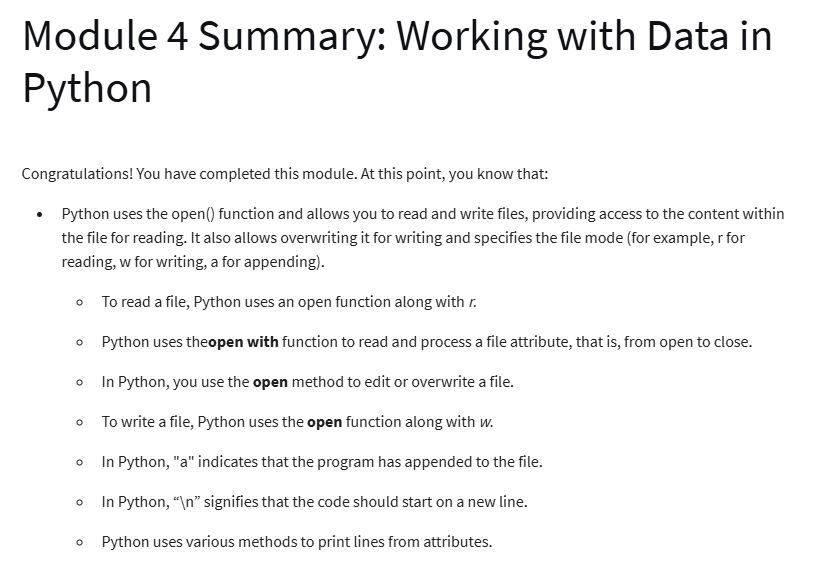 Module 4 Summary: Working with Data in
Python
Congratulations! You have completed this module. At this point, you know that:
• Python uses the open() function and allows you to read and write files, providing access to the content within
the file for reading. It also allows overwriting it for writing and specifies the file mode (for example, r for
reading, w for writing, a for appending).
○ To read a file, Python uses an open function along with r.
○ Python uses theopen with function to read and process a file attribute, that is, from open to close.
○ In Python, you use the open method to edit or overwrite a file.
○ To write a file, Python uses the open function along with w.
○ In Python, "a" indicates that the program has appended to the file.
○ In Python, “\n” signifies that the code should start on a new line.
○ Python uses various methods to print lines from attributes.